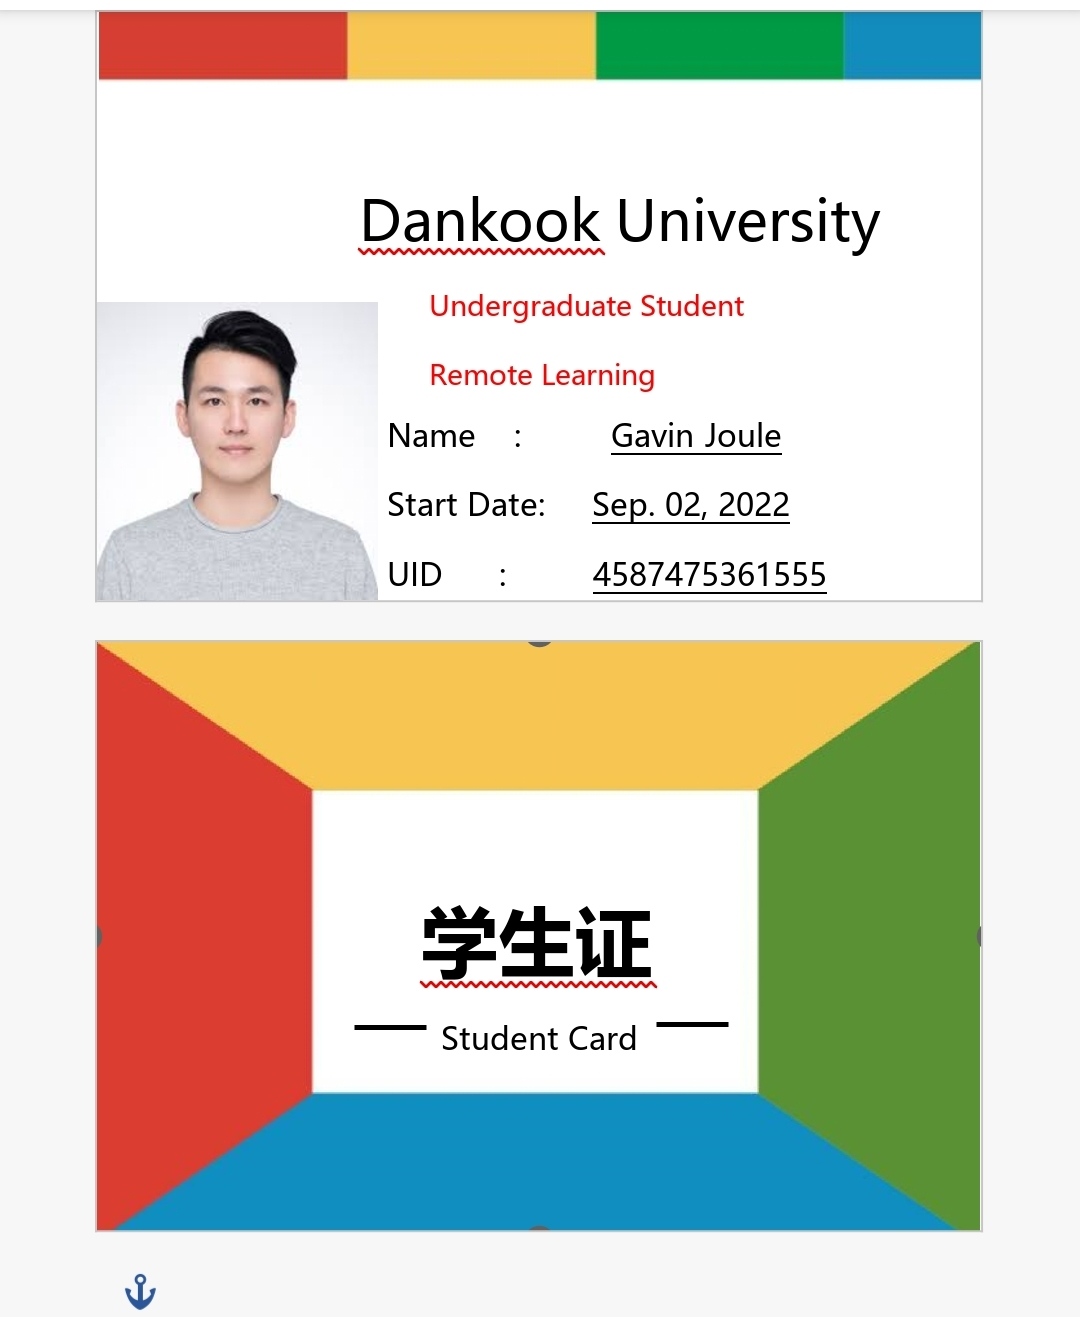 Dankook University
Undergraduate Student
Remote Learning
Name : Gavin Joule
Start Date: Sep. 02, 2022
UID : 4587475361555
学生证
Student Card